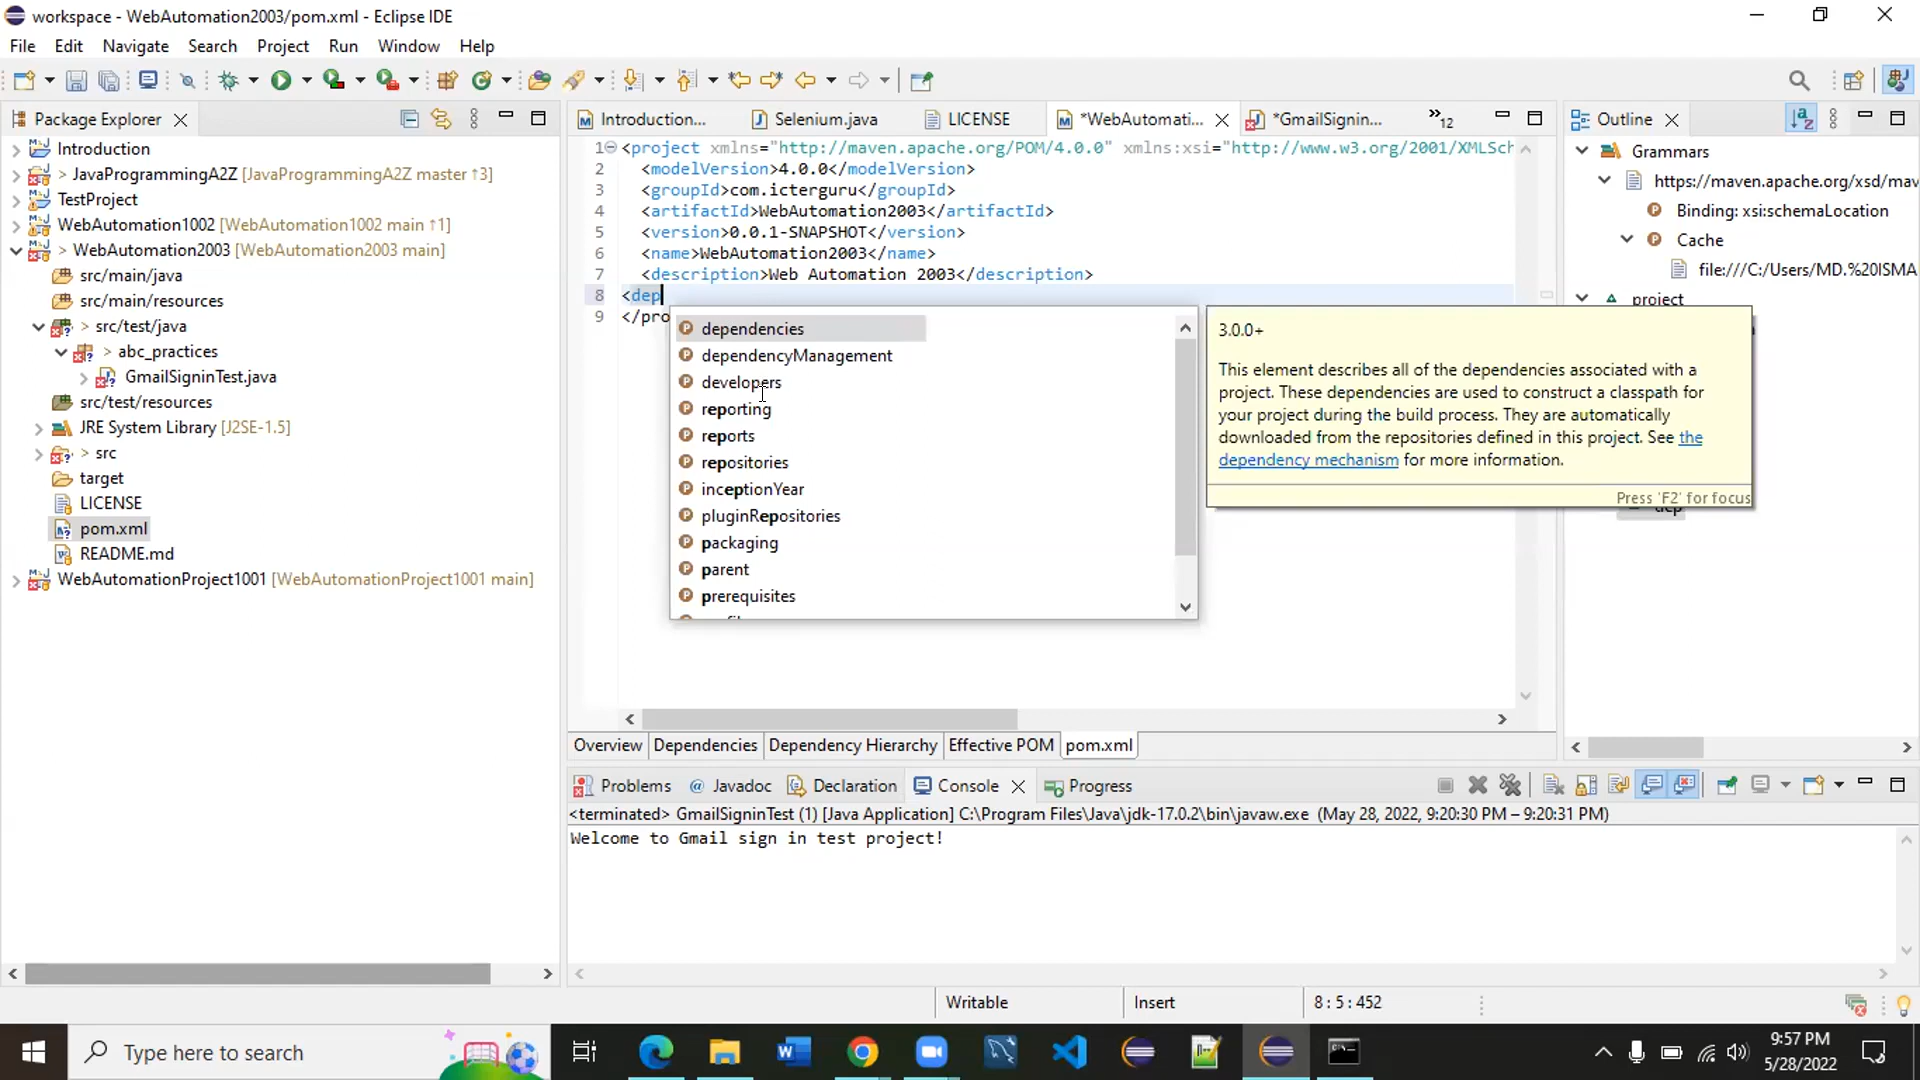 workspace - WebAutomation2003/pom.xml - Eclipse IDE
File Edit Navigate Search Project Run Window Help
Package Explorer
Introduction
> JavaProgrammingA2Z [JavaProgrammingA2Z master ↑3]
TestProject
WebAutomation1002 [WebAutomation1002 main ↑1]
> WebAutomation2003 [WebAutomation2003 main]
src/main/java
src/main/resources
> src/test/java
> abc_practices
GmailSigninTest.java
src/test/resources
JRE System Library [J2SE-1.5]
> src
target
LICENSE
pom.xml
README.md
WebAutomationProject1001 [WebAutomationProject1001 main]
Introduction... Selenium.java LICENSE *WebAutomati... *GmailSignin... »12
1 <project xmlns="http://maven.apache.org/POM/4.0.0" xmlns:xsi="http://www.w3.org/2001/XMLSch
2 <modelVersion>4.0.0</modelVersion>
3 <groupId>com.icterguru</groupId>
4 <artifactId>WebAutomation2003</artifactId>
5 <version>0.0.1-SNAPSHOT</version>
6 <name>WebAutomation2003</name>
7 <description>Web Automation 2003</description>
8 <dep
9 </pro
dependencies
dependencyManagement
developers
reporting
reports
repositories
inceptionYear
pluginRepositories
packaging
parent
prerequisites
3.0.0+
This element describes all of the dependencies associated with a
project. These dependencies are used to construct a classpath for
your project during the build process. They are automatically
downloaded from the repositories defined in this project. See the
dependency mechanism for more information.
Press 'F2' for focus
Outline
Grammars
https://maven.apache.org/xsd/mav
Binding: xsi:schemaLocation
Cache
file:///C:/Users/MD.%20ISMA
project
dep
Overview Dependencies Dependency Hierarchy Effective POM pom.xml
Problems @ Javadoc Declaration Console Progress
<terminated> GmailSigninTest (1) [Java Application] C:\Program Files\Java\jdk-17.0.2\bin\javaw.exe (May 28, 2022, 9:20:30 PM – 9:20:31 PM)
Welcome to Gmail sign in test project!
Writable Insert 8 : 5 : 452
Type here to search
9:57 PM
5/28/2022